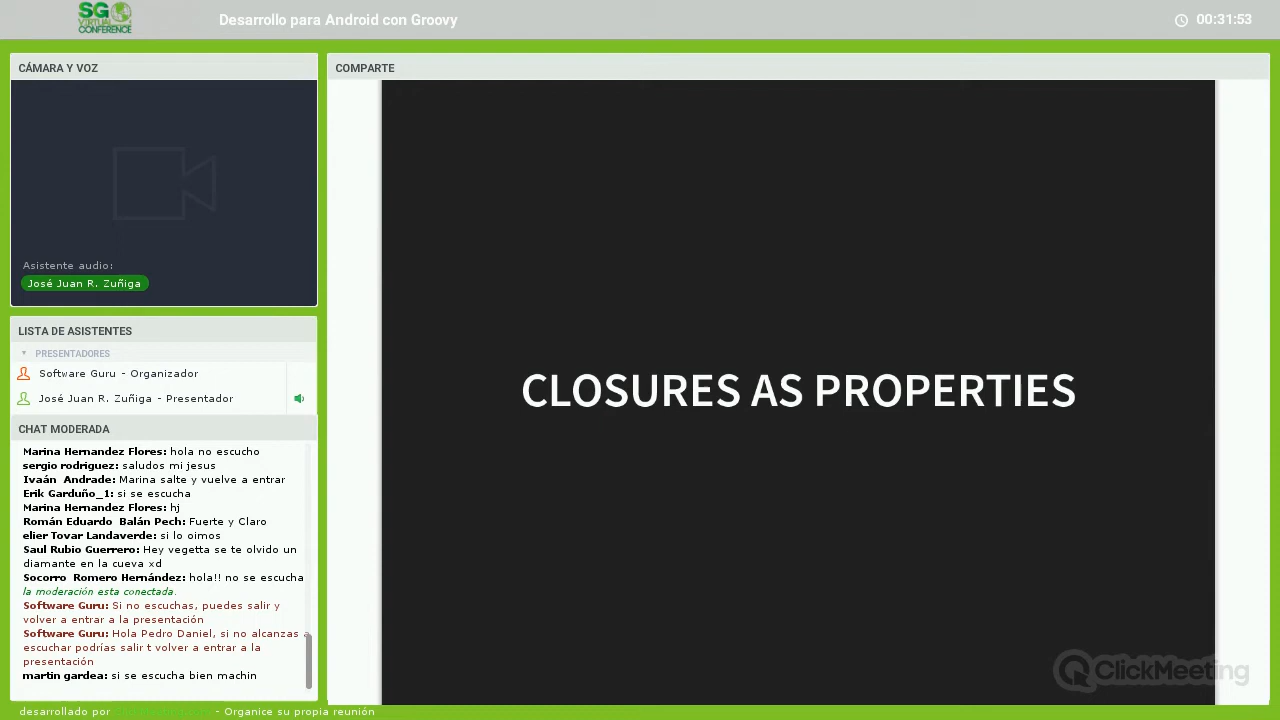 SG
VIRTUAL
CONFERENCE
Desarrollo para Android con Groovy
00:31:53
CÁMARA Y VOZ
Asistente audio:
José Juan R. Zuñiga
LISTA DE ASISTENTES
PRESENTADORES
Software Guru - Organizador
José Juan R. Zuñiga - Presentador
CHAT MODERADA
Marina Hernandez Flores: hola no escucho
sergio rodriguez: saludos mi jesus
Ivaán Andrade: Marina salte y vuelve a entrar
Erik Garduño_1: si se escucha
Marina Hernandez Flores: hj
Román Eduardo Balán Pech: Fuerte y Claro
elier Tovar Landaverde: si lo oimos
Saul Rubio Guerrero: Hey vegetta se te olvido un
diamante en la cueva xd
Socorro Romero Hernández: hola!! no se escucha
la moderación esta conectada.
Software Guru: Si no escuchas, puedes salir y
volver a entrar a la presentación
Software Guru: Hola Pedro Daniel, si no alcanzas a
escuchar podrías salir t volver a entrar a la
presentación
martin gardea: si se escucha bien machin
desarrollado por - Organice su propia reunión
COMPARTE
CLOSURES AS PROPERTIES
ClickMeeting